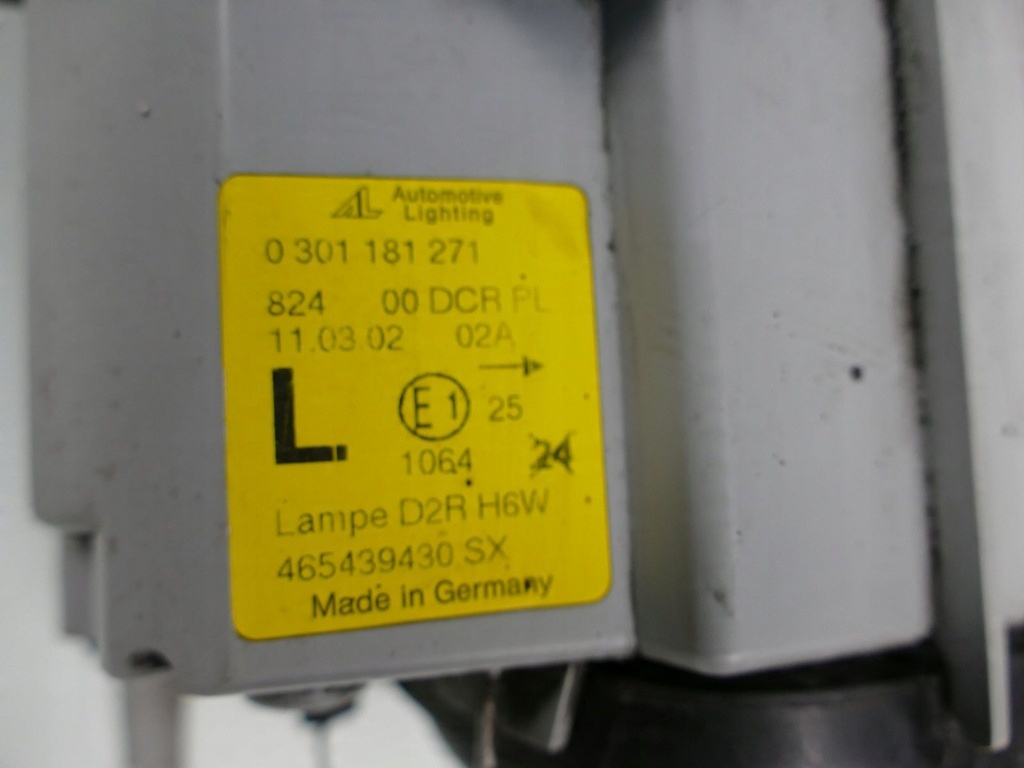 AL Automotive
Lighting
0 301 181 271
824 00 DCR PL
11.03 02 02A
L
E1 25
1064 24
Lampe D2R H6W
465439430 SX
Made in Germany